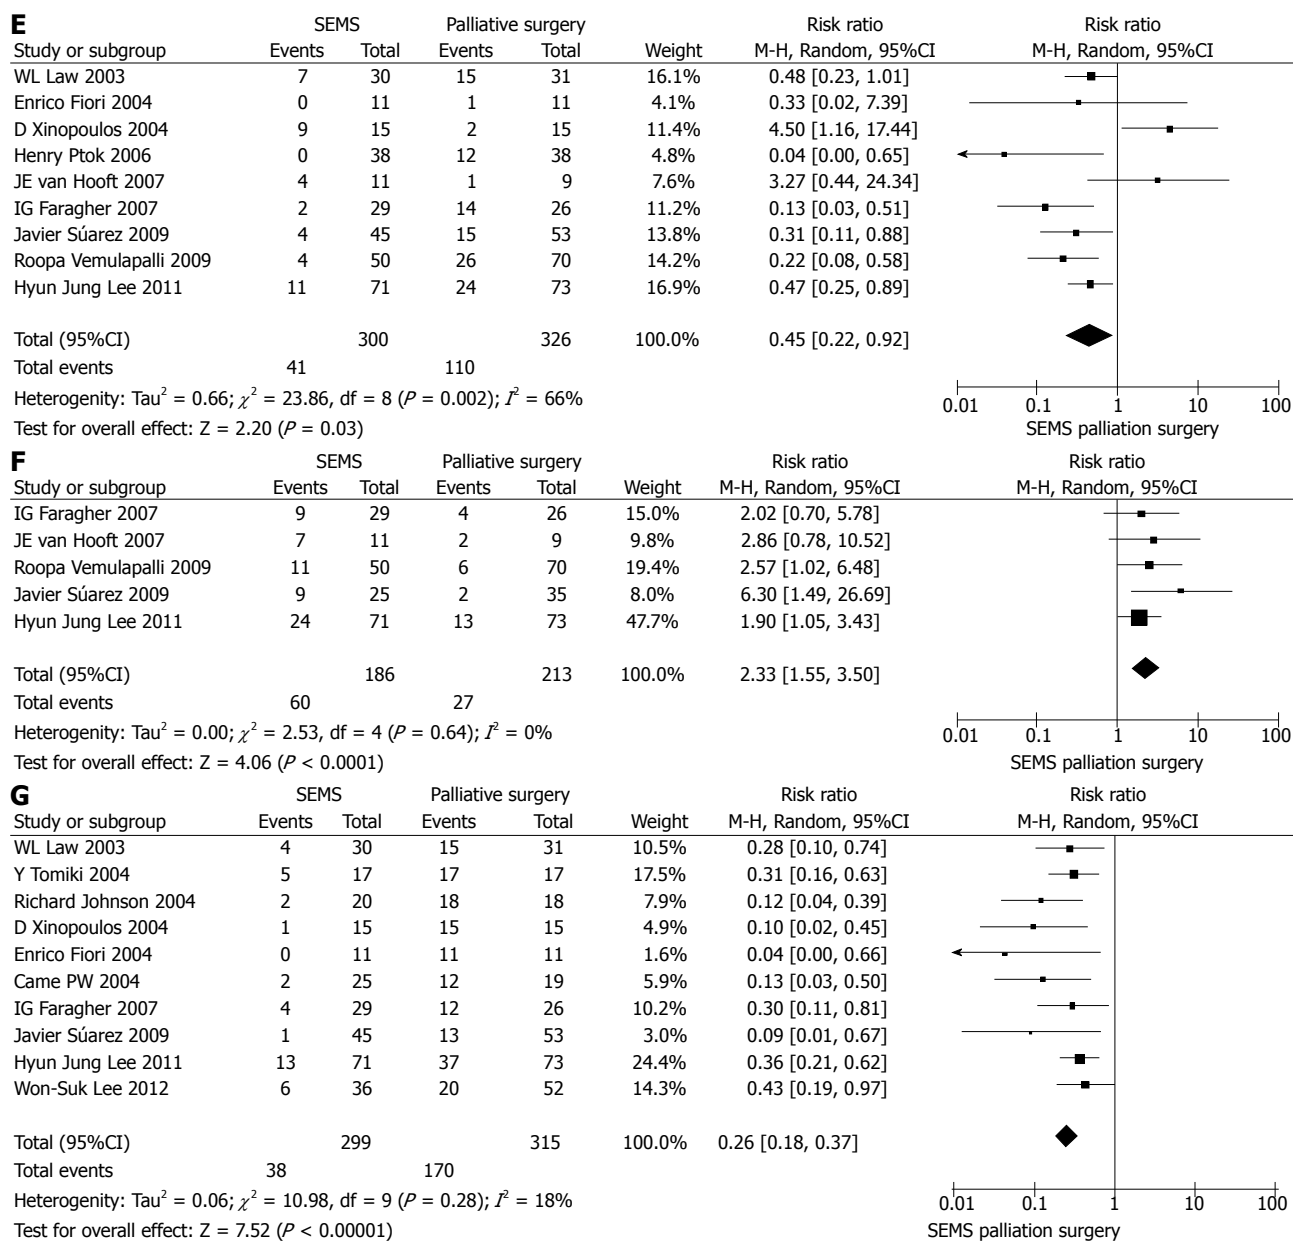 E SEMS Palliative surgery Risk ratio Risk ratio
Study or subgroup Events Total Events Total Weight M-H, Random, 95%CI M-H, Random, 95%CI
WL Law 2003 7 30 15 31 16.1% 0.48 [0.23, 1.01]
Enrico Fiori 2004 0 11 1 11 4.1% 0.33 [0.02, 7.39]
D Xinopoulos 2004 9 15 2 15 11.4% 4.50 [1.16, 17.44]
Henry Ptok 2006 0 38 12 38 4.8% 0.04 [0.00, 0.65]
JE van Hooft 2007 4 11 1 9 7.6% 3.27 [0.44, 24.34]
IG Faragher 2007 2 29 14 26 11.2% 0.13 [0.03, 0.51]
Javier Súarez 2009 4 45 15 53 13.8% 0.31 [0.11, 0.88]
Roopa Vemulapalli 2009 4 50 26 70 14.2% 0.22 [0.08, 0.58]
Hyun Jung Lee 2011 11 71 24 73 16.9% 0.47 [0.25, 0.89]
Total (95%CI) 300 326 100.0% 0.45 [0.22, 0.92]
Total events 41 110
Heterogenity: Tau² = 0.66; χ² = 23.86, df = 8 (P = 0.002); I² = 66%
0.01 0.1 1 10 100
Test for overall effect: Z = 2.20 (P = 0.03) SEMS palliation surgery
F SEMS Palliative surgery Risk ratio Risk ratio
Study or subgroup Events Total Events Total Weight M-H, Random, 95%CI M-H, Random, 95%CI
IG Faragher 2007 9 29 4 26 15.0% 2.02 [0.70, 5.78]
JE van Hooft 2007 7 11 2 9 9.8% 2.86 [0.78, 10.52]
Roopa Vemulapalli 2009 11 50 6 70 19.4% 2.57 [1.02, 6.48]
Javier Súarez 2009 9 25 2 35 8.0% 6.30 [1.49, 26.69]
Hyun Jung Lee 2011 24 71 13 73 47.7% 1.90 [1.05, 3.43]
Total (95%CI) 186 213 100.0% 2.33 [1.55, 3.50]
Total events 60 27
Heterogenity: Tau² = 0.00; χ² = 2.53, df = 4 (P = 0.64); I² = 0%
0.01 0.1 1 10 100
Test for overall effect: Z = 4.06 (P < 0.0001) SEMS palliation surgery
G SEMS Palliative surgery Risk ratio Risk ratio
Study or subgroup Events Total Events Total Weight M-H, Random, 95%CI M-H, Random, 95%CI
WL Law 2003 4 30 15 31 10.5% 0.28 [0.10, 0.74]
Y Tomiki 2004 5 17 17 17 17.5% 0.31 [0.16, 0.63]
Richard Johnson 2004 2 20 18 18 7.9% 0.12 [0.04, 0.39]
D Xinopoulos 2004 1 15 15 15 4.9% 0.10 [0.02, 0.45]
Enrico Fiori 2004 0 11 11 11 1.6% 0.04 [0.00, 0.66]
Came PW 2004 2 25 12 19 5.9% 0.13 [0.03, 0.50]
IG Faragher 2007 4 29 12 26 10.2% 0.30 [0.11, 0.81]
Javier Súarez 2009 1 45 13 53 3.0% 0.09 [0.01, 0.67]
Hyun Jung Lee 2011 13 71 37 73 24.4% 0.36 [0.21, 0.62]
Won-Suk Lee 2012 6 36 20 52 14.3% 0.43 [0.19, 0.97]
Total (95%CI) 299 315 100.0% 0.26 [0.18, 0.37]
Total events 38 170
Heterogenity: Tau² = 0.06; χ² = 10.98, df = 9 (P = 0.28); I² = 18%
0.01 0.1 1 10 100
Test for overall effect: Z = 7.52 (P < 0.00001) SEMS palliation surgery